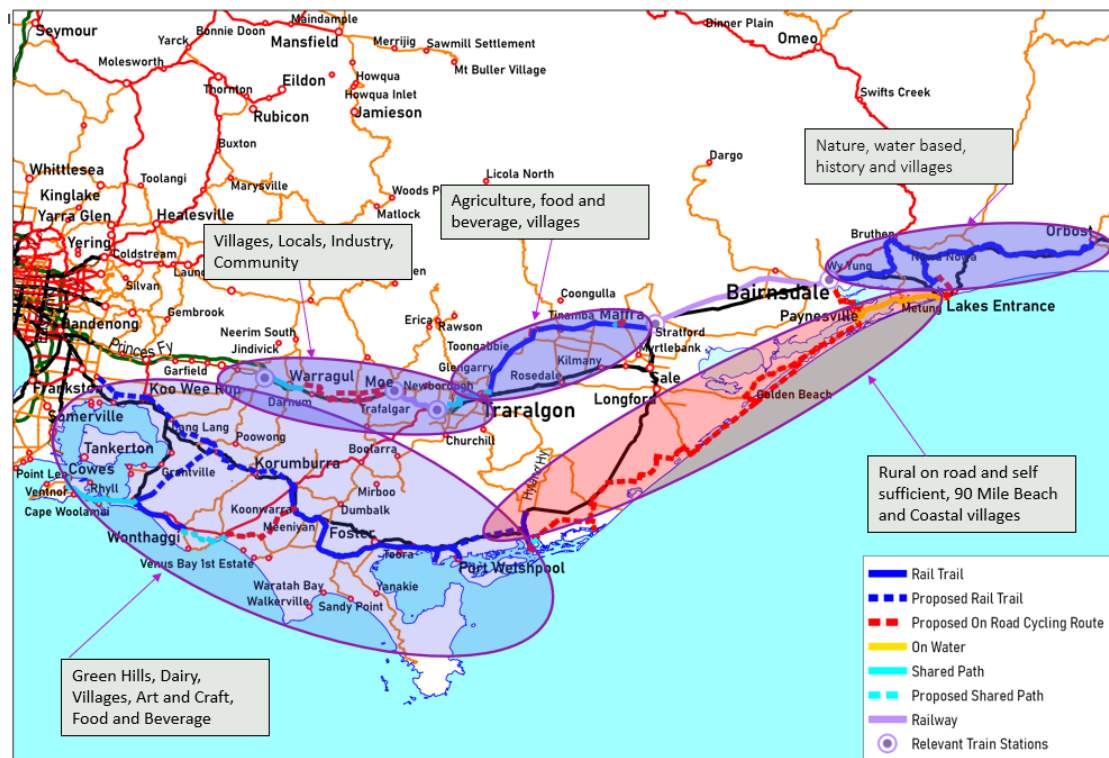 Seymour
Bonnie Doon
Maindample
Yarck
Mansfield
Merrijig
Sawmill Settlement
Mt Buller Village
Molesworth
Dinner Plain
Omeo
Thornton
Eildon
Howqua
Howqua Inlet
Rubicon
Jamieson
Swifts Creek
Buxton
Nature, water based,
history and villages
Whittlesea
Toolangi
Marysville
Dargo
Kinglake
Licola North
Woods P
Yarra Glen
Healesville
Matlock
Agriculture, food and
beverage, villages
Yering
Villages, Locals, Industry,
Community
Bruthen
Orbost
Coldstream
Nowa Nowa
Laun
en
Wy Yung
Silvan
Coongulla
Bairnsdale
Gembrook
Erica
Rawson
Tinamba
Maffra
Paynesville
Metung
Lakes Entrance
Dandenong
Princes Fy
Neerim South
Stratford
Jindivick
Toongabbie
Myrtlebank
Garfield
Glengarry
Kilmany
Frankston
Koo Wee Rup
Warragul
Moe
Newborough
Rosedale
Sale
Darnum
Trafalgar
Traralgon
Longford
Golden Beach
Somerville
Lang Lang
Poowong
Churchill
Tankerton
Boolarra
Point Leo
Cowes
Grantville
Korumburra
Hyland Hy
Rural on road and self
sufficient, 90 Mile Beach
and Coastal villages
Ventnor
Rhyll
Mirboo
Cape Woolamai
Koonwarra
Dumbalk
Meeniyan
Wonthaggi
Foster
Toora
Venus Bay 1st Estate
Port Welshpool
Waratah Bay
Yanakie
Walkerville
Sandy Point
Green Hills, Dairy,
Villages, Art and Craft,
Food and Beverage
Rail Trail
Proposed Rail Trail
Proposed On Road Cycling Route
On Water
Shared Path
Proposed Shared Path
Railway
Relevant Train Stations